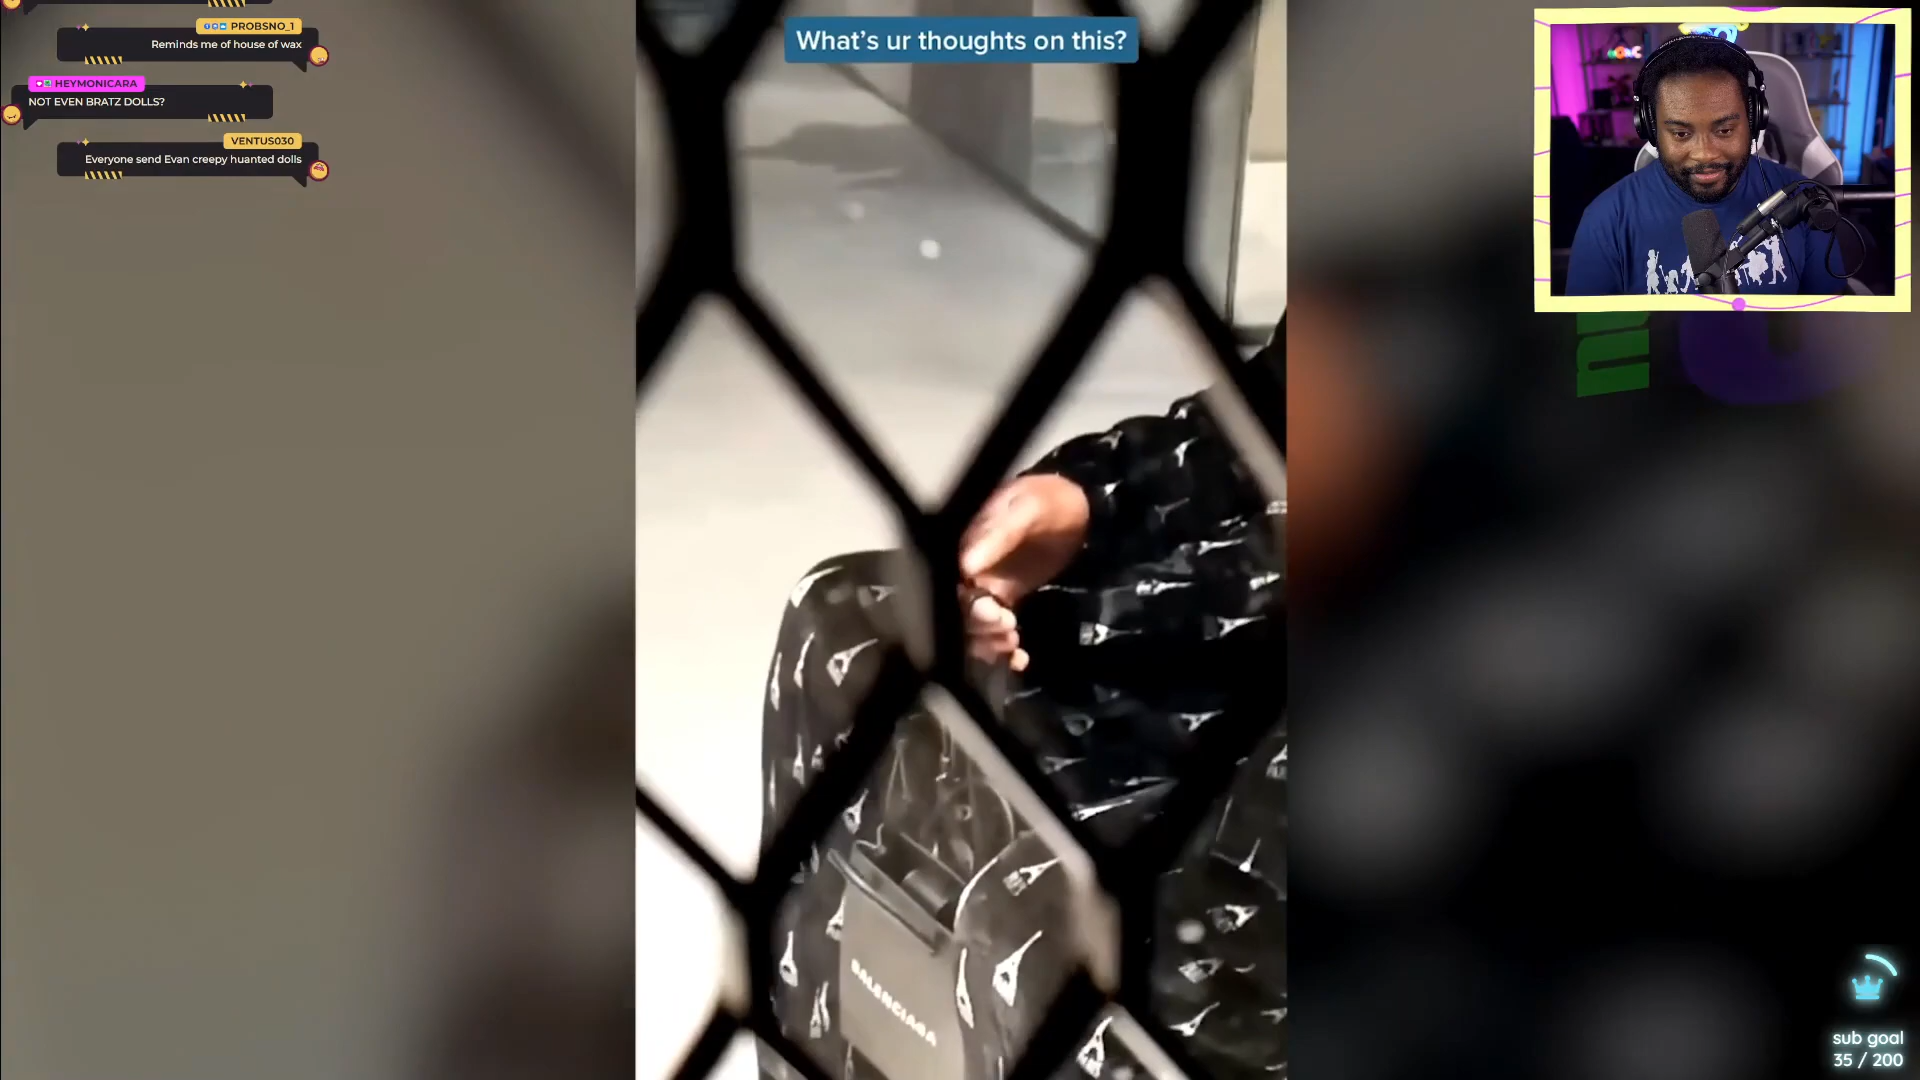 PROBSNO_1
Reminds me of house of wax
HEYMONICARA
NOT EVEN BRATZ DOLLS?
VENTUS030
Everyone send Evan creepy huanted dolls
What's ur thoughts on this?
BALENCIAGA
sub goal
35 / 200